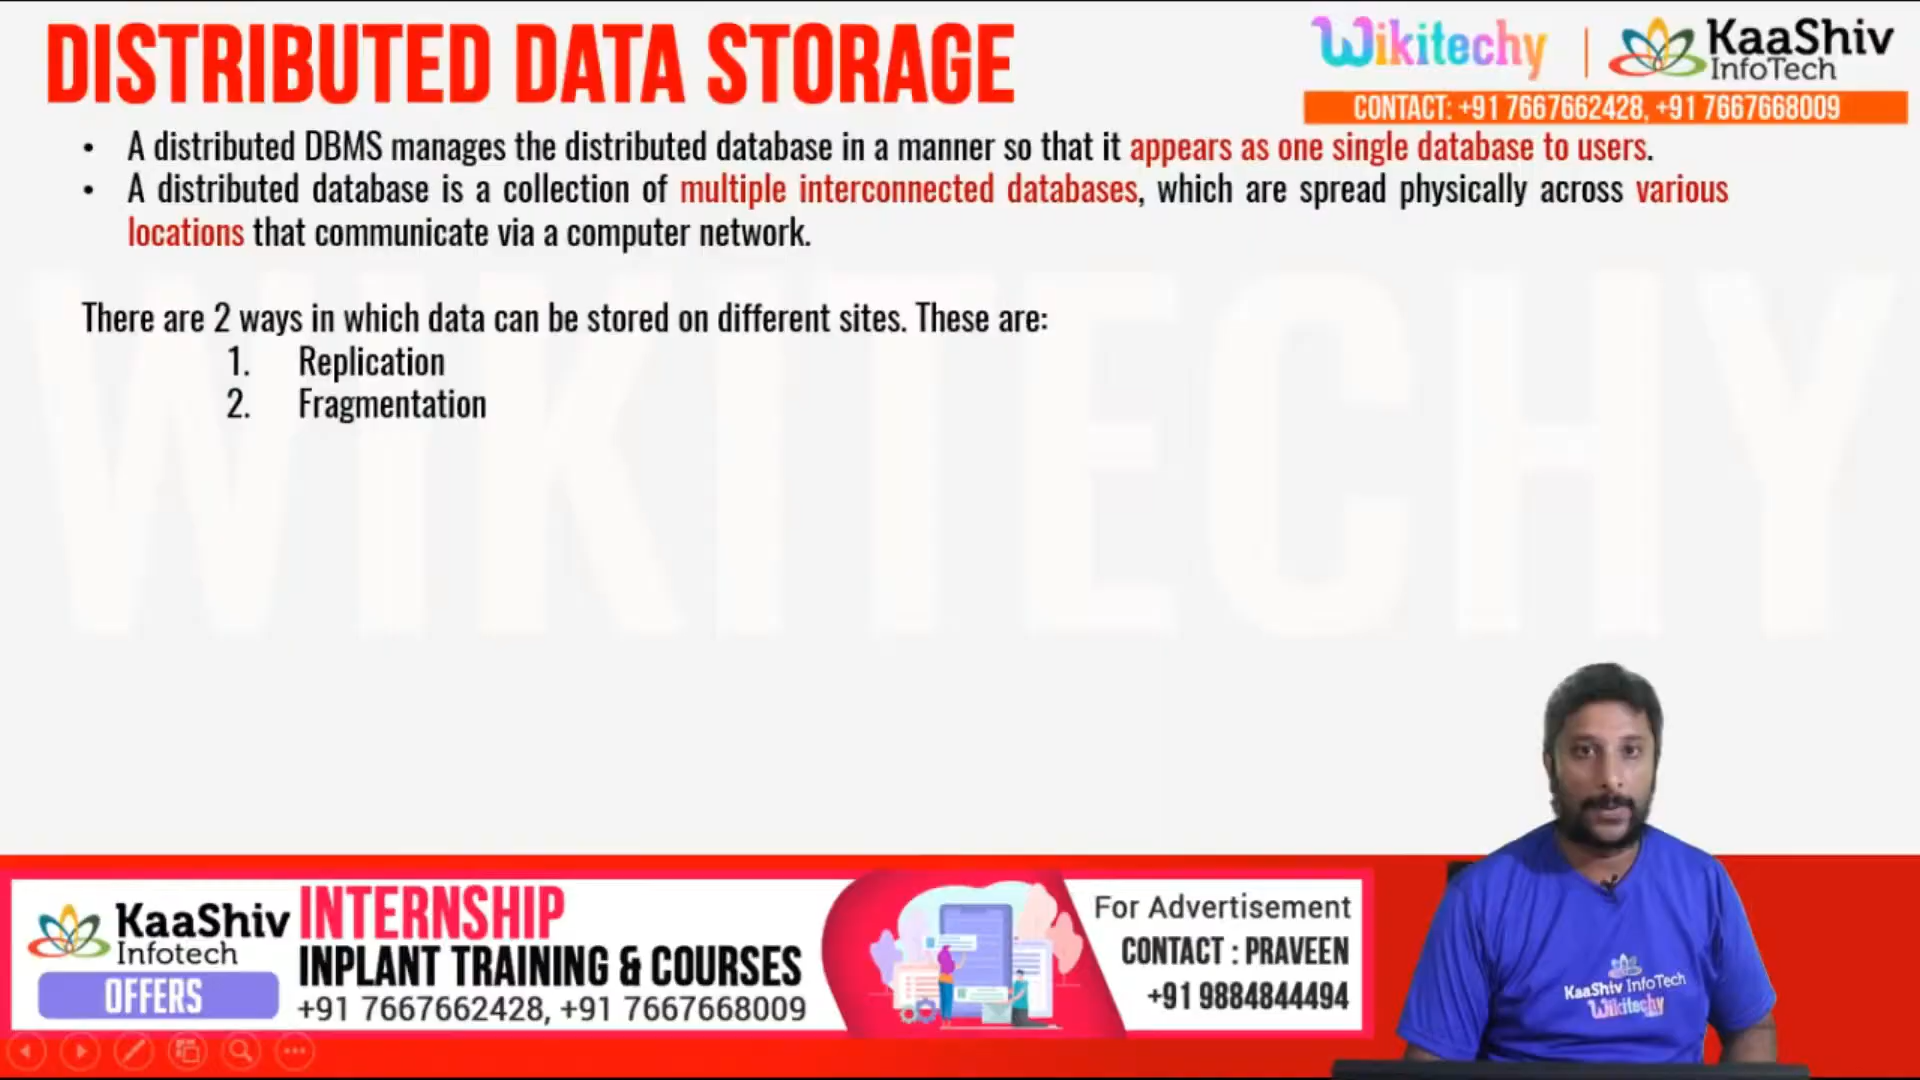 DISTRIBUTED DATA STORAGE
Wikitechy
KaaShiv
InfoTech
CONTACT: +91 7667662428, +91 7667668009
• A distributed DBMS manages the distributed database in a manner so that it appears as one single database to users.
• A distributed database is a collection of multiple interconnected databases, which are spread physically across various
locations that communicate via a computer network.
There are 2 ways in which data can be stored on different sites. These are:
1. Replication
2. Fragmentation
WIKITECHY
KaaShiv
Infotech
OFFERS
INTERNSHIP
INPLANT TRAINING & COURSES
+91 7667662428, +91 7667668009
For Advertisement
CONTACT : PRAVEEN
+91 9884844494
KaaShiv InfoTech
Wikitechy